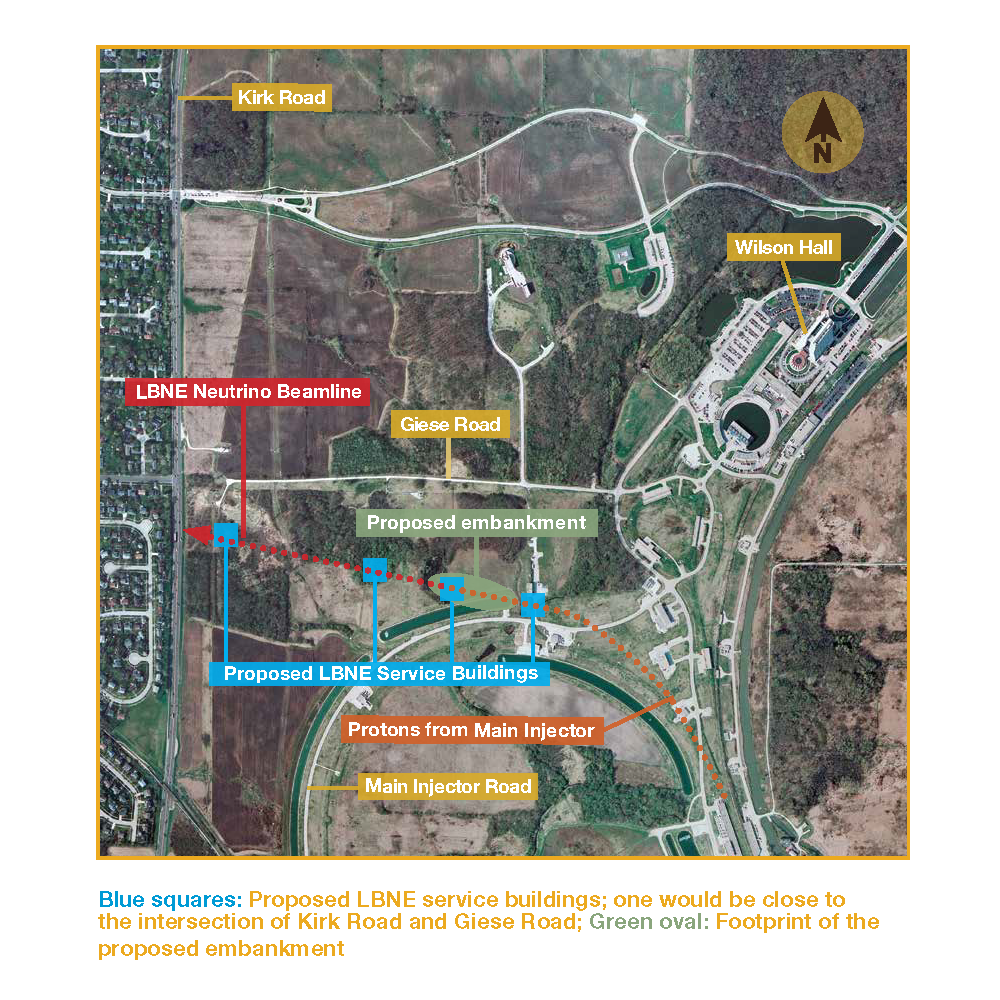 Kirk Road
N
Wilson Hall
LBNE Neutrino Beamline
Giese Road
Proposed embankment
Proposed LBNE Service Buildings
Protons from Main Injector
Main Injector Road
Blue squares: Proposed LBNE service buildings; one would be close to
the intersection of Kirk Road and Giese Road; Green oval: Footprint of the
proposed embankment